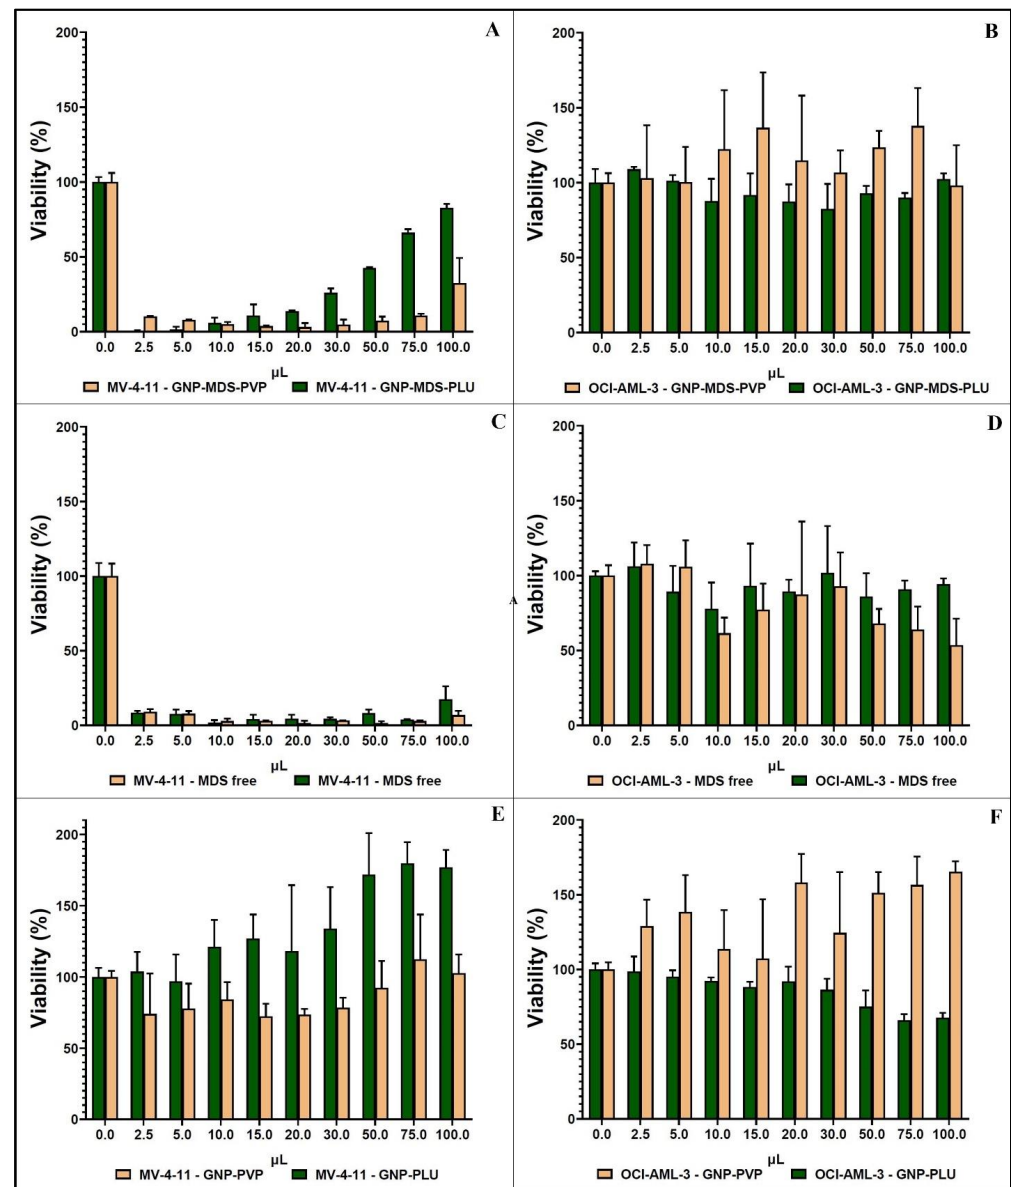 A
Viability (%)
200
150
100
50
0
0.0 2.5 5.0 10.0 15.0 20.0 30.0 50.0 75.0 100.0
µL
MV-4-11 - GNP-MDS-PVP MV-4-11 - GNP-MDS-PLU
B
Viability (%)
200
150
100
50
0
0.0 2.5 5.0 10.0 15.0 20.0 30.0 50.0 75.0 100.0
µL
OCI-AML-3 - GNP-MDS-PVP OCI-AML-3 - GNP-MDS-PLU
C
Viability (%)
200
150
100
50
0
0.0 2.5 5.0 10.0 15.0 20.0 30.0 50.0 75.0 100.0
µL
MV-4-11 - MDS free MV-4-11 - MDS free
A
D
Viability (%)
200
150
100
50
0
0.0 2.5 5.0 10.0 15.0 20.0 30.0 50.0 75.0 100.0
µL
OCI-AML-3 - MDS free OCI-AML-3 - MDS free
E
Viability (%)
200
150
100
50
0
0.0 2.5 5.0 10.0 15.0 20.0 30.0 50.0 75.0 100.0
µL
MV-4-11 - GNP-PVP MV-4-11 - GNP-PLU
F
Viability (%)
200
150
100
50
0
0.0 2.5 5.0 10.0 15.0 20.0 30.0 50.0 75.0 100.0
µL
OCI-AML-3 - GNP-PVP OCI-AML-3 - GNP-PLU